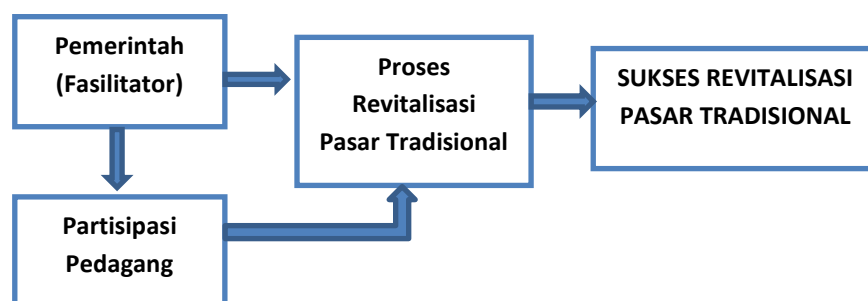 Pemerintah
(Fasilitator)
Proses
Revitalisasi
Pasar Tradisional
SUKSES REVITALISASI
PASAR TRADISIONAL
Partisipasi
Pedagang